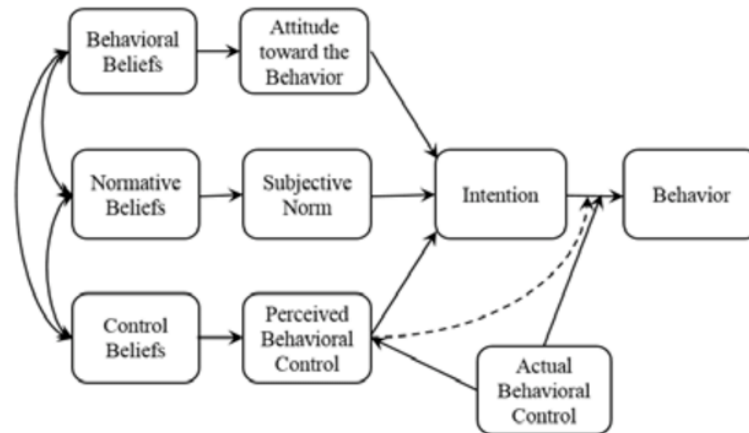 Behavioral
Beliefs
Attitude
toward the
Behavior
Normative
Beliefs
Subjective
Norm
Intention
Behavior
Control
Beliefs
Perceived
Behavioral
Control
Actual
Behavioral
Control